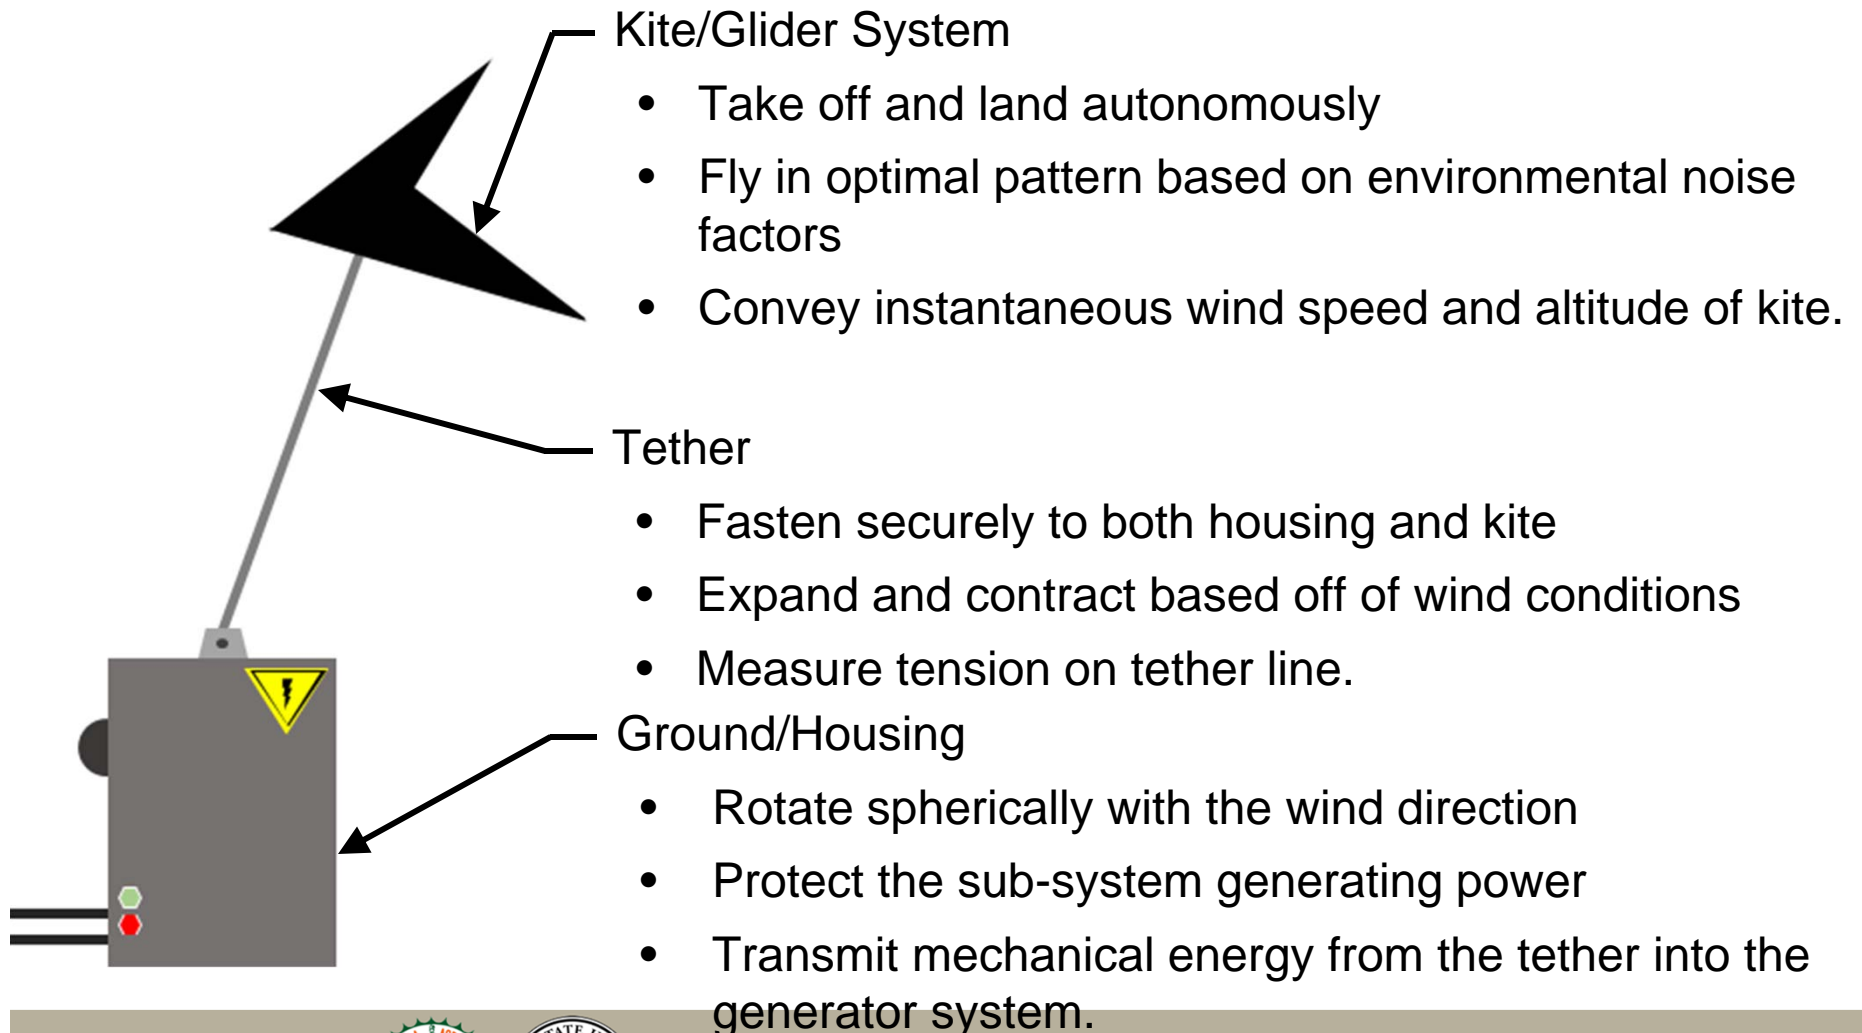 Kite/Glider System
• Take off and land autonomously
• Fly in optimal pattern based on environmental noise
factors
• Convey instantaneous wind speed and altitude of kite.
Tether
• Fasten securely to both housing and kite
• Expand and contract based off of wind conditions
• Measure tension on tether line.
Ground/Housing
• Rotate spherically with the wind direction
• Protect the sub-system generating power
• Transmit mechanical energy from the tether into the
generator system.